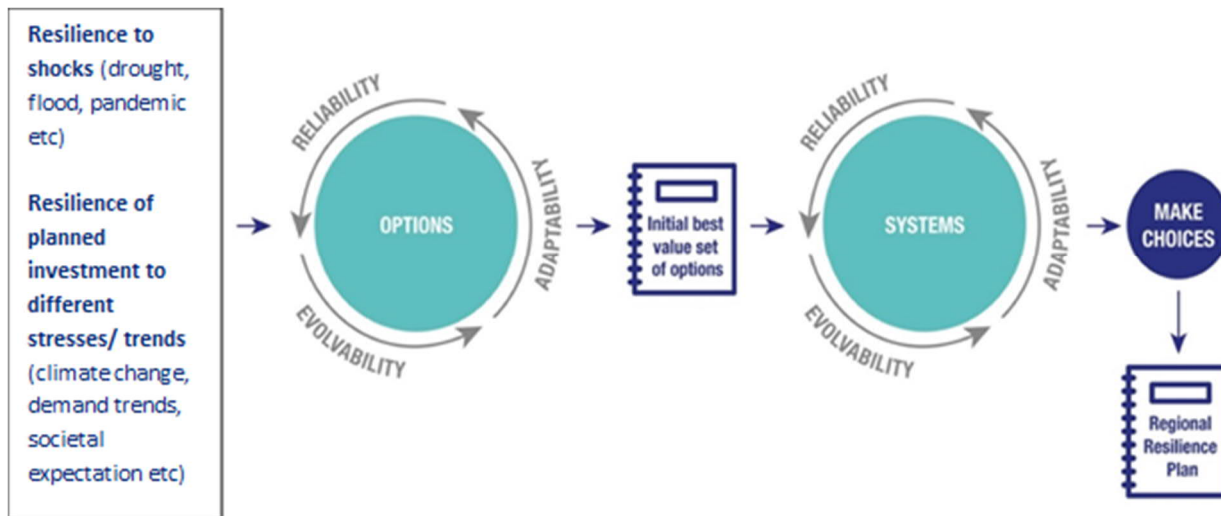 Resilience to
shocks (drought,
flood, pandemic
etc)
Resilience of
planned
investment to
different
stresses/ trends
(climate change,
demand trends,
societal
expectation etc)
RELIABILITY
ADAPTABILITY
EVOLVABILITY
OPTIONS
Initial best
value set
of options
RELIABILITY
ADAPTABILITY
EVOLVABILITY
SYSTEMS
MAKE
CHOICES
Regional
Resilience
Plan